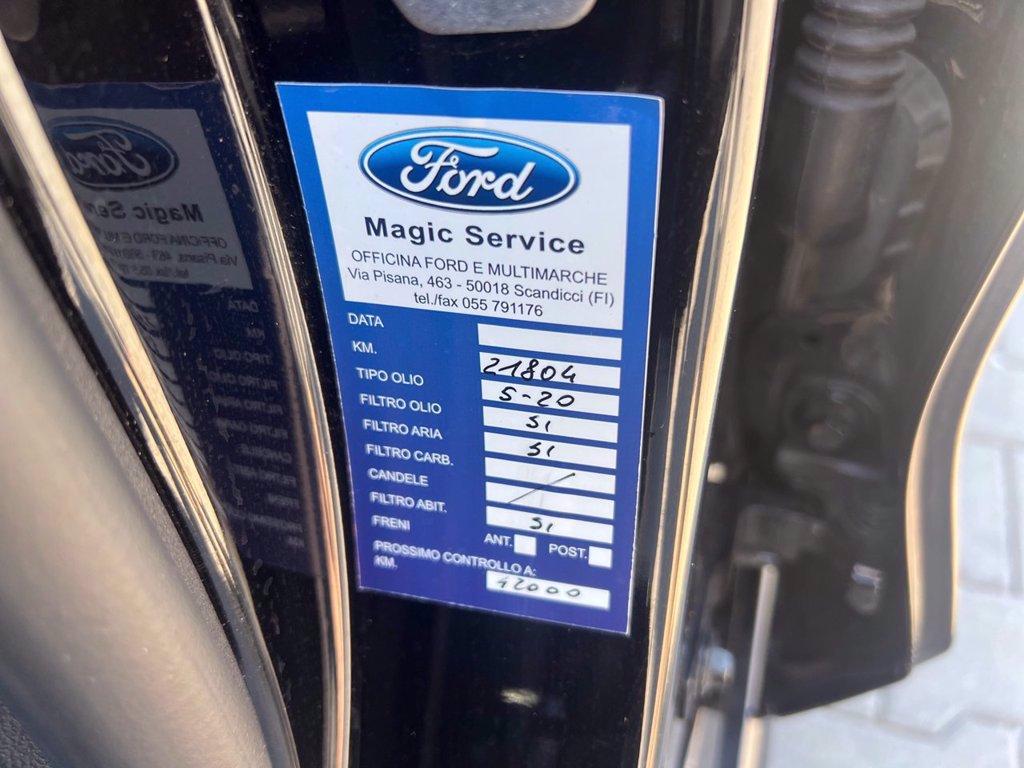 Ford
Magic Service
OFFICINA FORD E MULTIMARCHE
Via Pisana, 463 - 50018 Scandicci (FI)
tel./fax 055 791176
DATA
KM. 21804
TIPO OLIO 5-20
FILTRO OLIO Si
FILTRO ARIA Si
FILTRO CARB.
CANDELE
FILTRO ABIT. Si
FRENI ANT. POST.
PROSSIMO CONTROLLO A:
KM. 42000